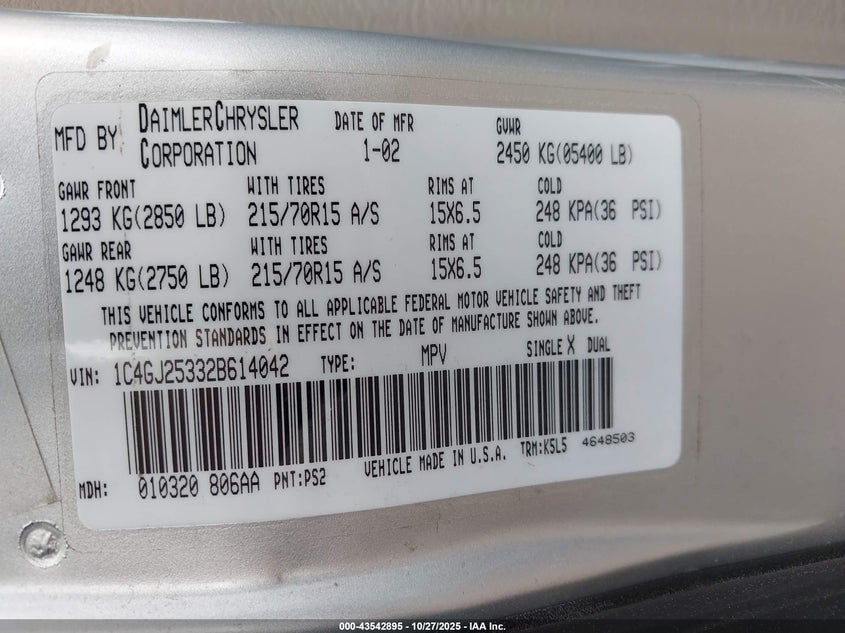 MFD BY DAIMLERCHRYSLER CORPORATION DATE OF MFR 1-02 GVWR 2450 KG(05400 LB)
GAWR FRONT WITH TIRES RIMS AT COLD
1293 KG(2850 LB) 215/70R15 A/S 15X6.5 248 KPA(36 PSI)
GAWR REAR WITH TIRES RIMS AT COLD
1248 KG(2750 LB) 215/70R15 A/S 15X6.5 248 KPA(36 PSI)
THIS VEHICLE CONFORMS TO ALL APPLICABLE FEDERAL MOTOR VEHICLE SAFETY AND THEFT
PREVENTION STANDARDS IN EFFECT ON THE DATE OF MANUFACTURE SHOWN ABOVE.
VIN: 1C4GJ25332B614042 TYPE: MPV SINGLE X DUAL
MDH: 010320 806AA PNT:PS2 VEHICLE MADE IN U.S.A. TRM:K5L5 4648503
000-43542895 - 10/27/2025 - IAA Inc.